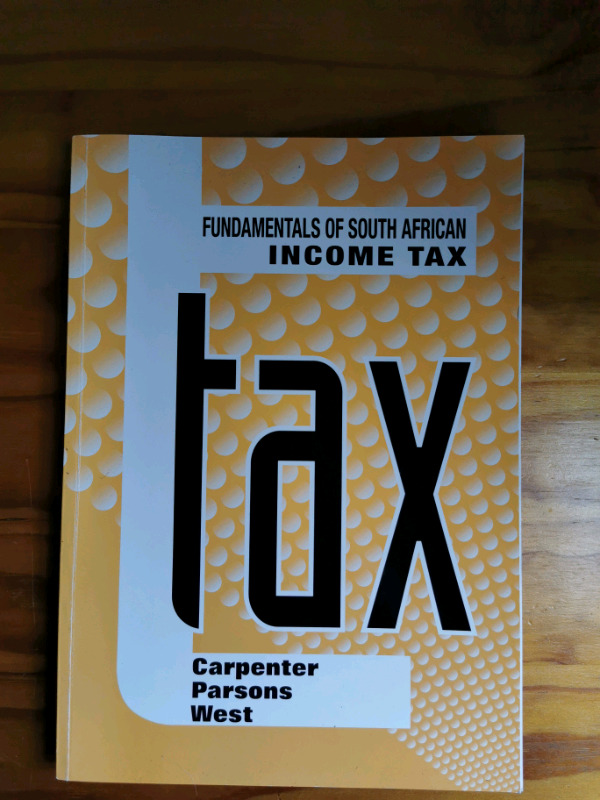 FUNDAMENTALS OF SOUTH AFRICAN
INCOME TAX
tax
Carpenter
Parsons
West